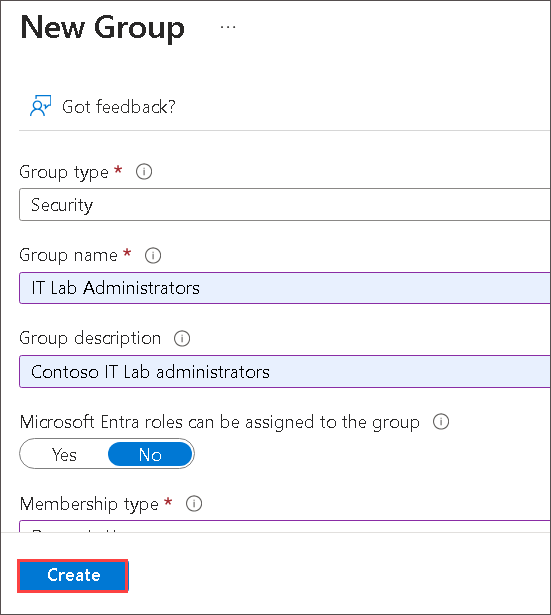 New Group ...
Got feedback?
Group type *
Security
Group name *
IT Lab Administrators
Group description
Contoso IT Lab administrators
Microsoft Entra roles can be assigned to the group
Yes No
Membership type *
Create